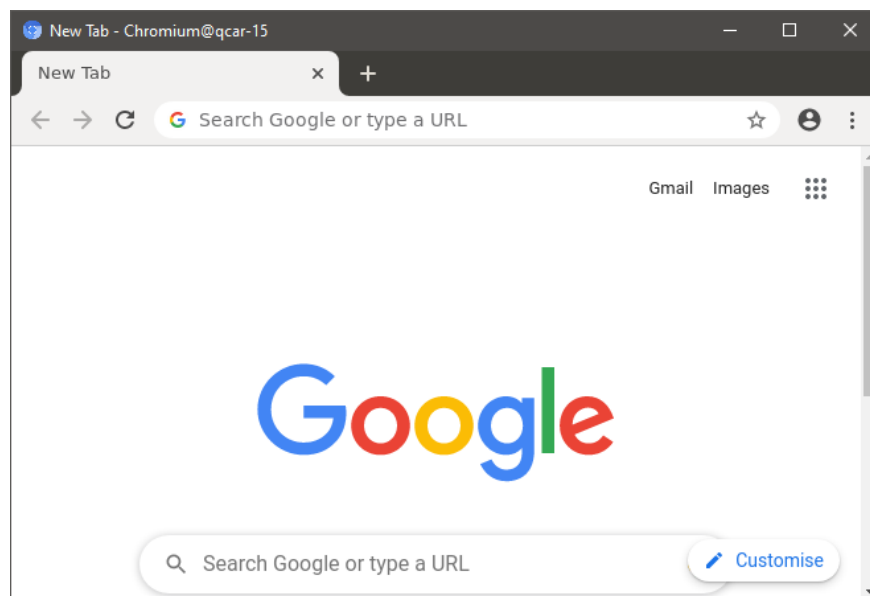 New Tab - Chromium@qcar-15
New Tab
Search Google or type a URL
Gmail Images
Google
Search Google or type a URL
Customise